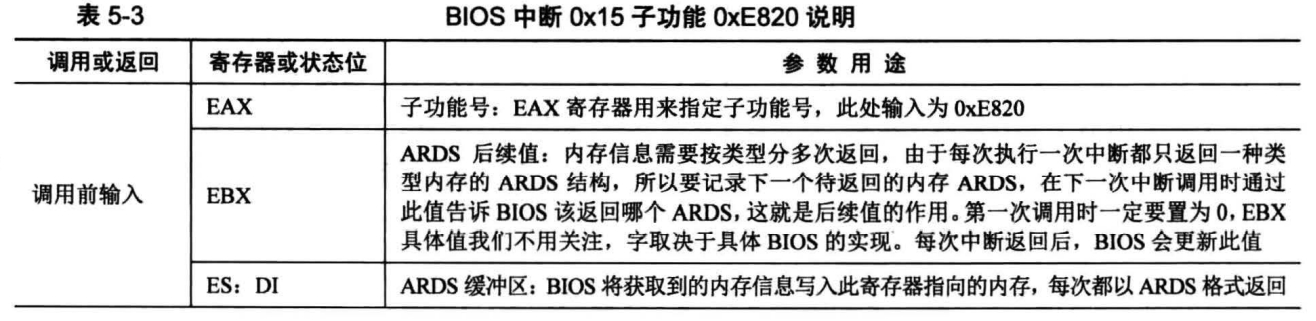 表 5-3 BIOS 中断 0x15 子功能 0xE820 说明
调用或返回 寄存器或状态位 参 数 用 途
调用前输入
EAX 子功能号：EAX 寄存器用来指定子功能号，此处输入为 0xE820
EBX
ARDS 后续值：内存信息需要按类型分多次返回，由于每次执行一次中断都只返回一种类
型内存的 ARDS 结构，所以要记录下一个待返回的内存 ARDS，在下一次中断调用时通过
此值告诉 BIOS 该返回哪个 ARDS，这就是后续值的作用。第一次调用时一定要置为 0，EBX
具体值我们不用关注，字取决于具体 BIOS 的实现。每次中断返回后，BIOS 会更新此值
ES：DI ARDS 缓冲区：BIOS 将获取到的内存信息写入此寄存器指向的内存，每次都以 ARDS 格式返回